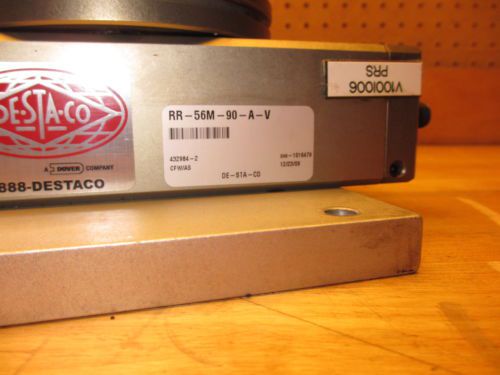 DE-STA-CO
A DOVER COMPANY
888-DESTACO
RR-56M-90-A-V
432984-2
CFW/AS
12/23/09
DE-STA-CO
V1001006
PRS